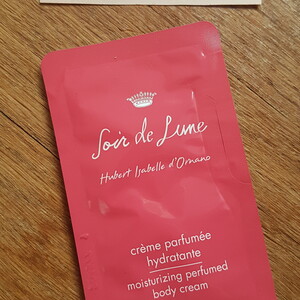 Soir de Lune
Hubert Isabelle d'Ornano
crème parfumée
hydratante
moisturizing perfumed
body cream